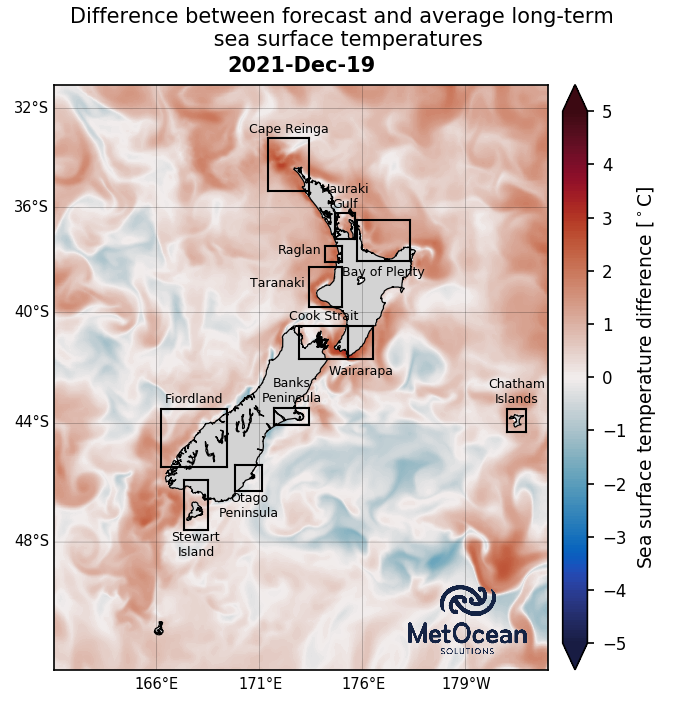 Difference between forecast and average long-term
sea surface temperatures
2021-Dec-19
32°S
36°S
40°S
44°S
48°S
166°E
171°E
176°E
179°W
Cape Reinga
Hauraki
Gulf
Raglan
Bay of Plenty
Taranaki
Cook Strait
Wairarapa
Banks
Peninsula
Fiordland
Chatham
Islands
Otago
Peninsula
Stewart
Island
MetOcean
SOLUTIONS
5
4
3
2
1
0
−1
−2
−3
−4
−5
Sea surface temperature difference [°C]